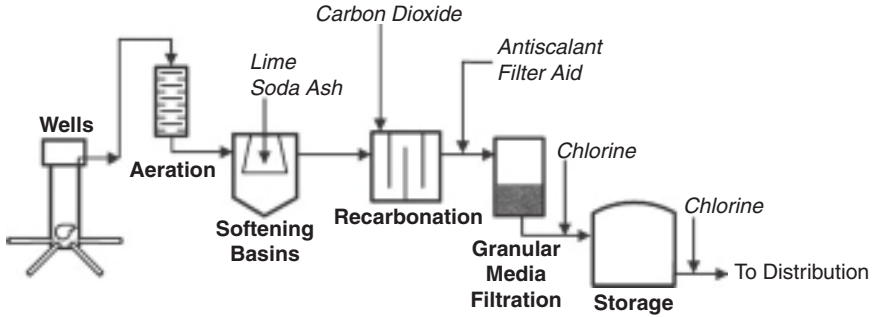 Carbon Dioxide
Lime
Soda Ash
Antiscalant
Filter Aid
Wells
Aeration
Softening
Basins
Recarbonation
Chlorine
Granular
Media
Filtration
Chlorine
Storage
To Distribution